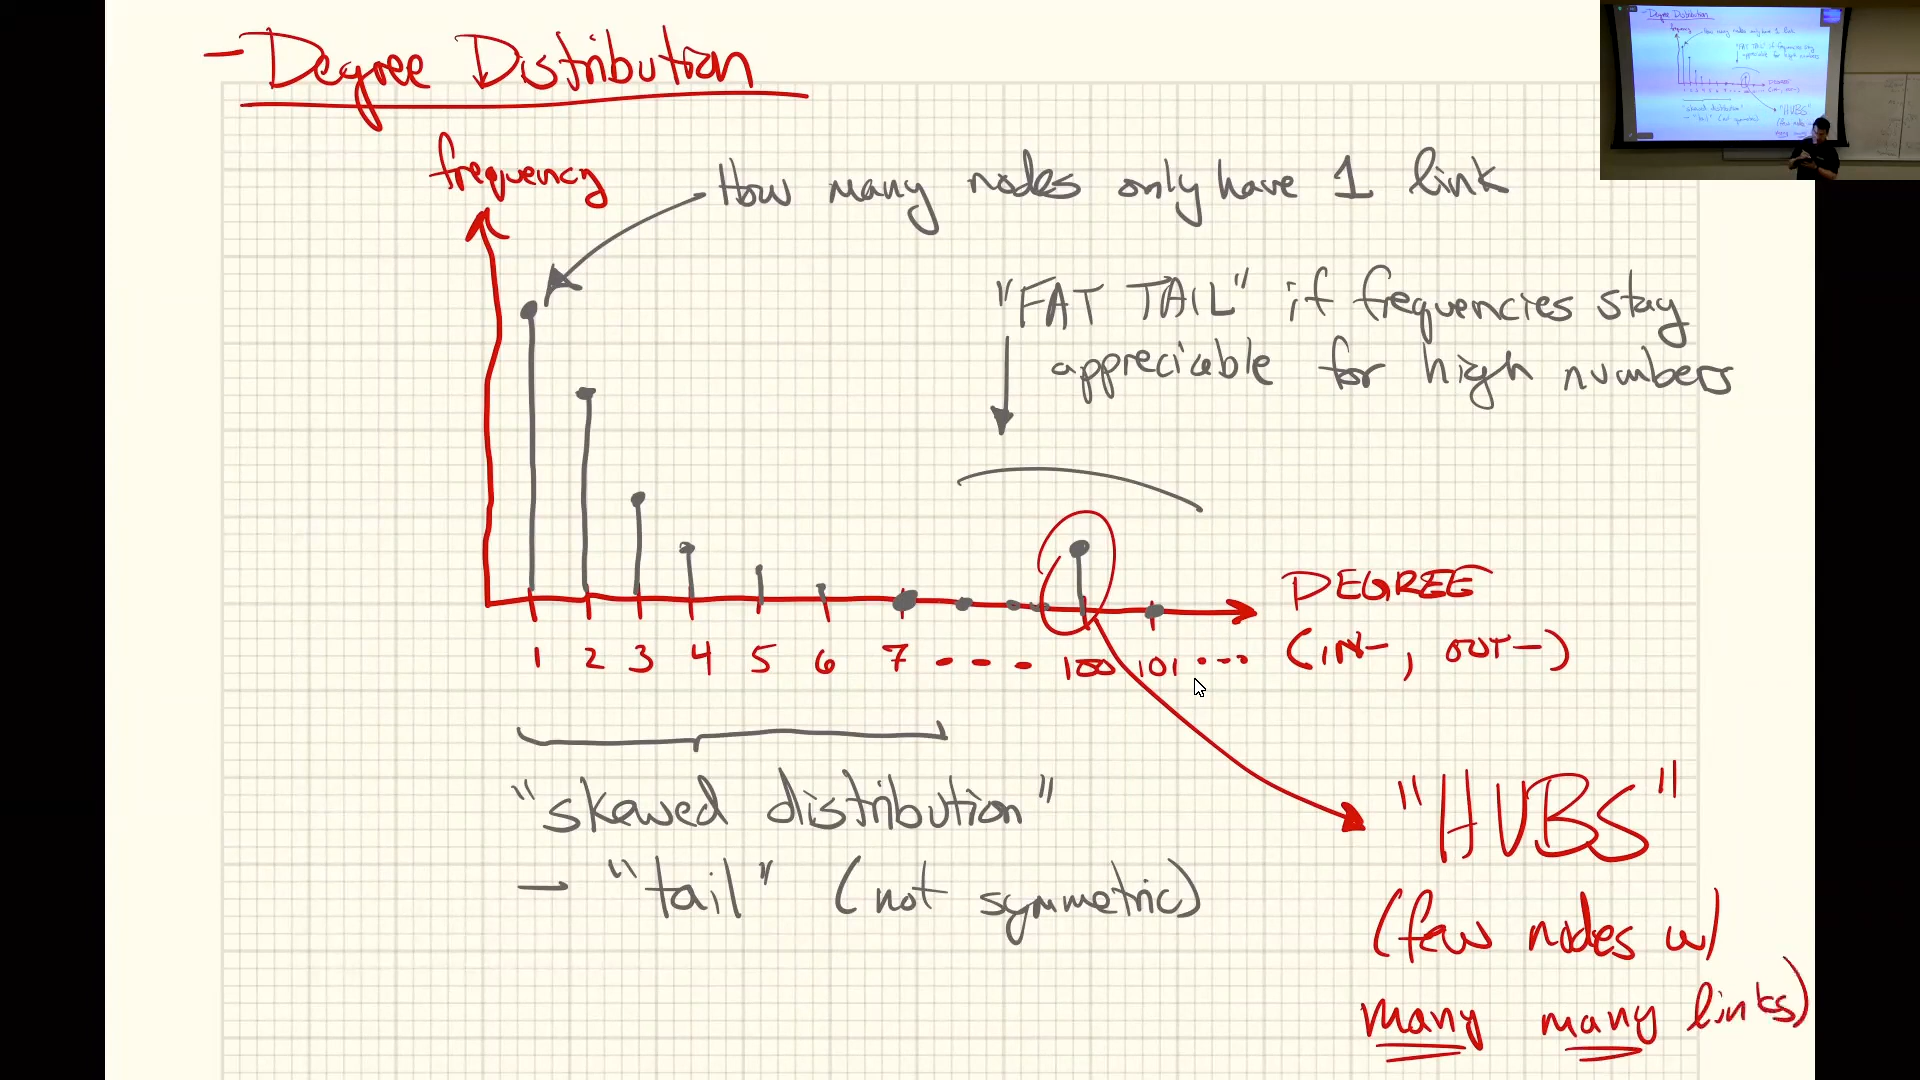 - Degree Distribution
frequency
How many nodes only have 1 link
"FAT TAIL" if frequencies stay
appreciable for high numbers
DEGREE
(IN-, OUT-)
1 2 3 4 5 6 7 ... 100 101 ...
"skewed distribution"
→ "tail" (not symmetric)
"HUBS"
(few nodes w/
many many links)